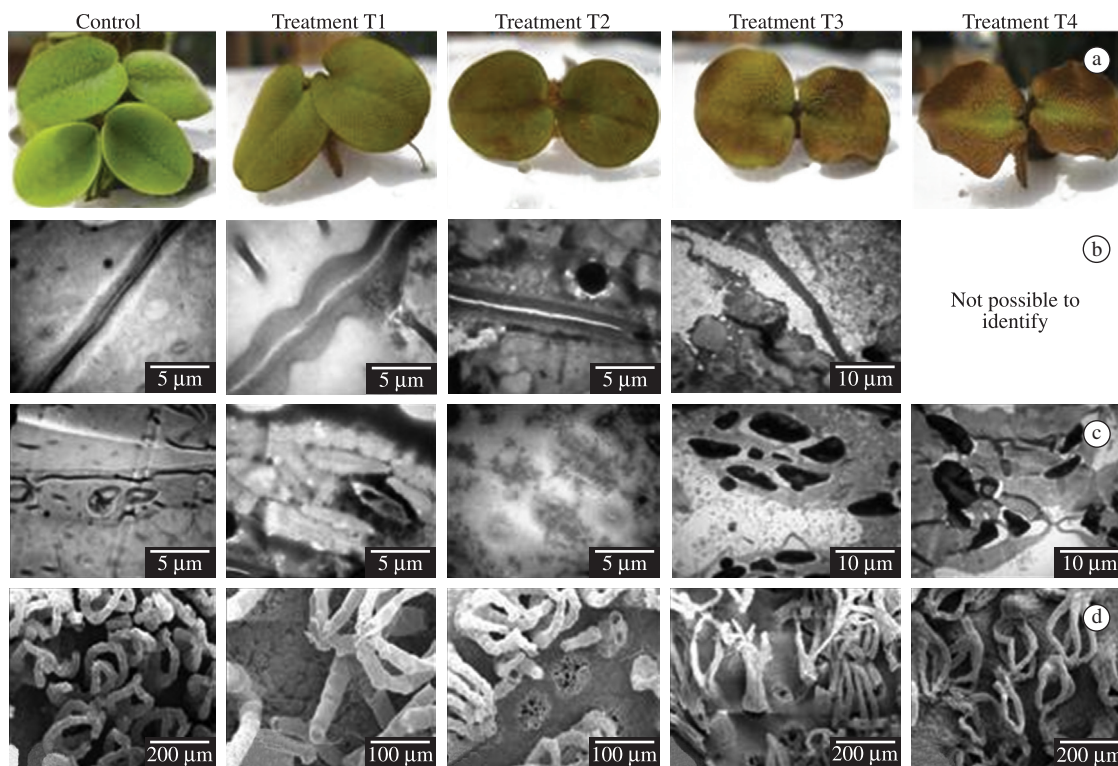 Control Treatment T1 Treatment T2 Treatment T3 Treatment T4
a
b
Not possible to
identify
5 μm 5 μm 5 μm 10 μm
c
5 μm 5 μm 5 μm 10 μm 10 μm
d
200 μm 100 μm 100 μm 200 μm 200 μm